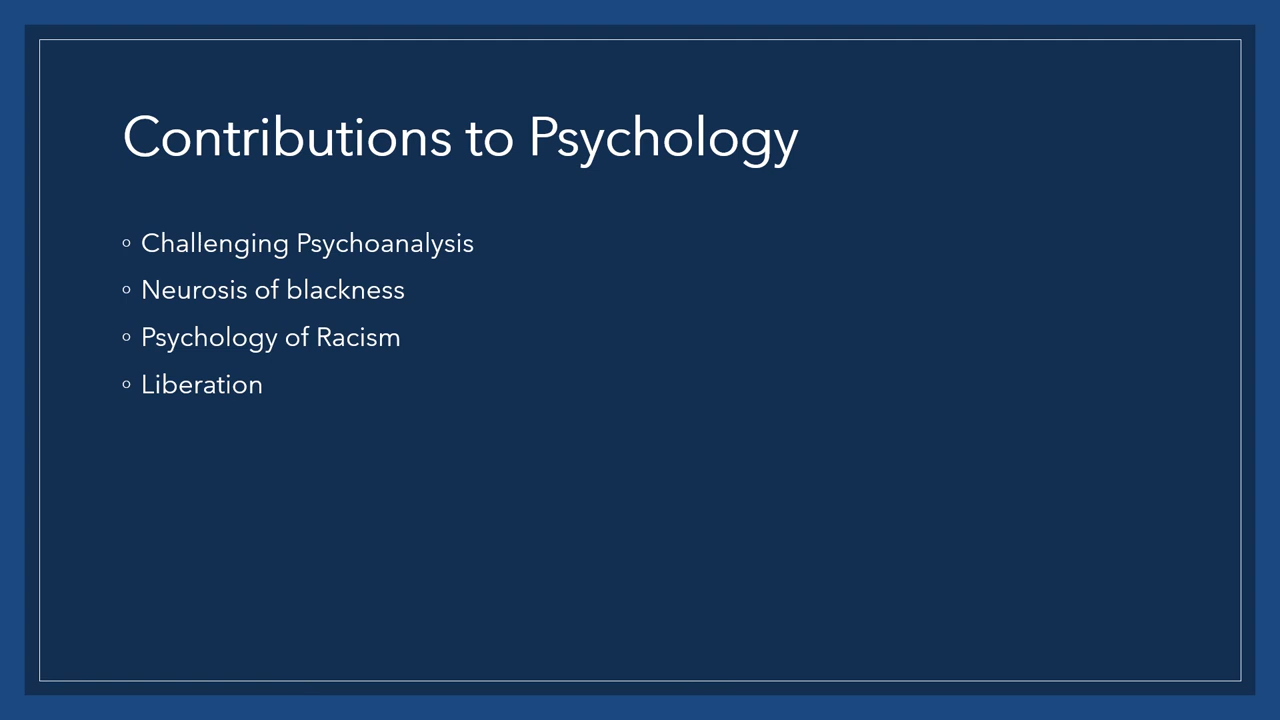 Contributions to Psychology
◦ Challenging Psychoanalysis
◦ Neurosis of blackness
◦ Psychology of Racism
◦ Liberation